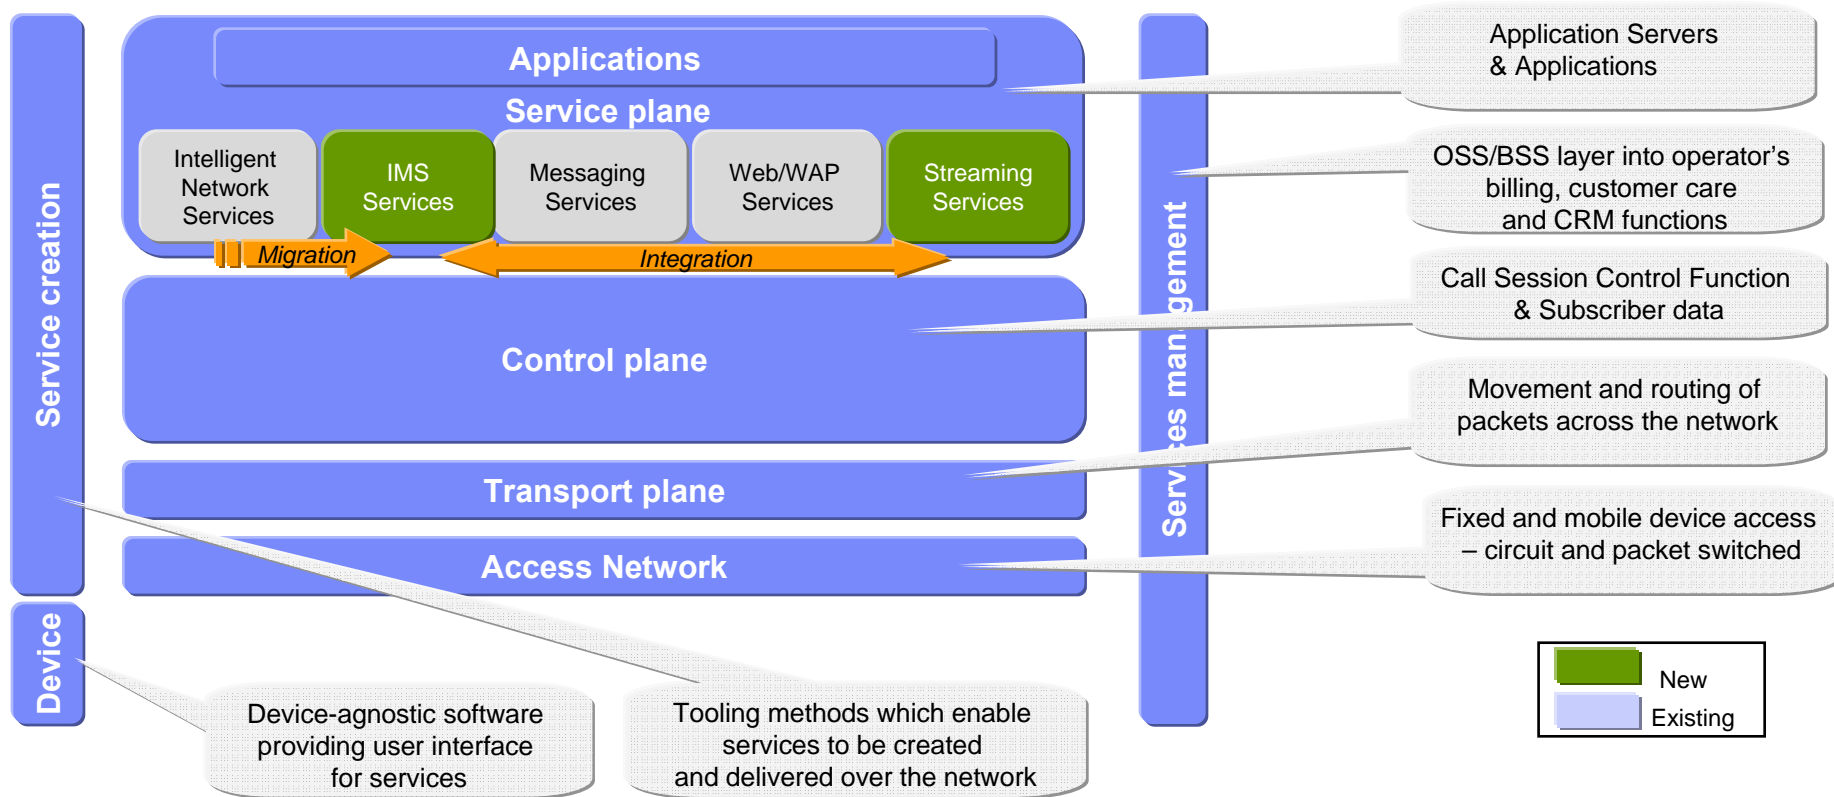 Service creation
Device
Applications
Service plane
Intelligent
Network
Services
IMS
Services
Messaging
Services
Web/WAP
Services
Streaming
Services
Migration
Integration
Control plane
Transport plane
Access Network
Services management
Application Servers
& Applications
OSS/BSS layer into operator’s
billing, customer care
and CRM functions
Call Session Control Function
& Subscriber data
Movement and routing of
packets across the network
Fixed and mobile device access
– circuit and packet switched
Device-agnostic software
providing user interface
for services
Tooling methods which enable
services to be created
and delivered over the network
New
Existing